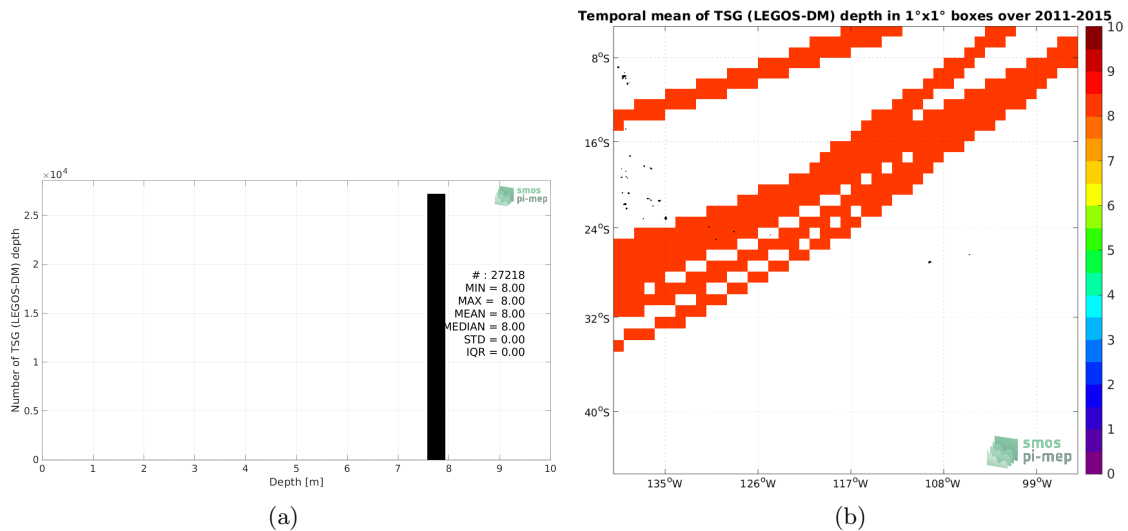 ×10⁴
2.5
2
1.5
1
0.5
0
Number of TSG (LEGOS-DM) depth
smos
pi-mep
# : 27218
MIN = 8.00
MAX = 8.00
MEAN = 8.00
MEDIAN = 8.00
STD = 0.00
IQR = 0.00
0 1 2 3 4 5 6 7 8 9 10
Depth [m]
(a)
Temporal mean of TSG (LEGOS-DM) depth in 1°x1° boxes over 2011-2015
8°S
16°S
24°S
32°S
40°S
135°W 126°W 117°W 108°W 99°W
smos
pi-mep
10
9
8
7
6
5
4
3
2
1
0
(b)